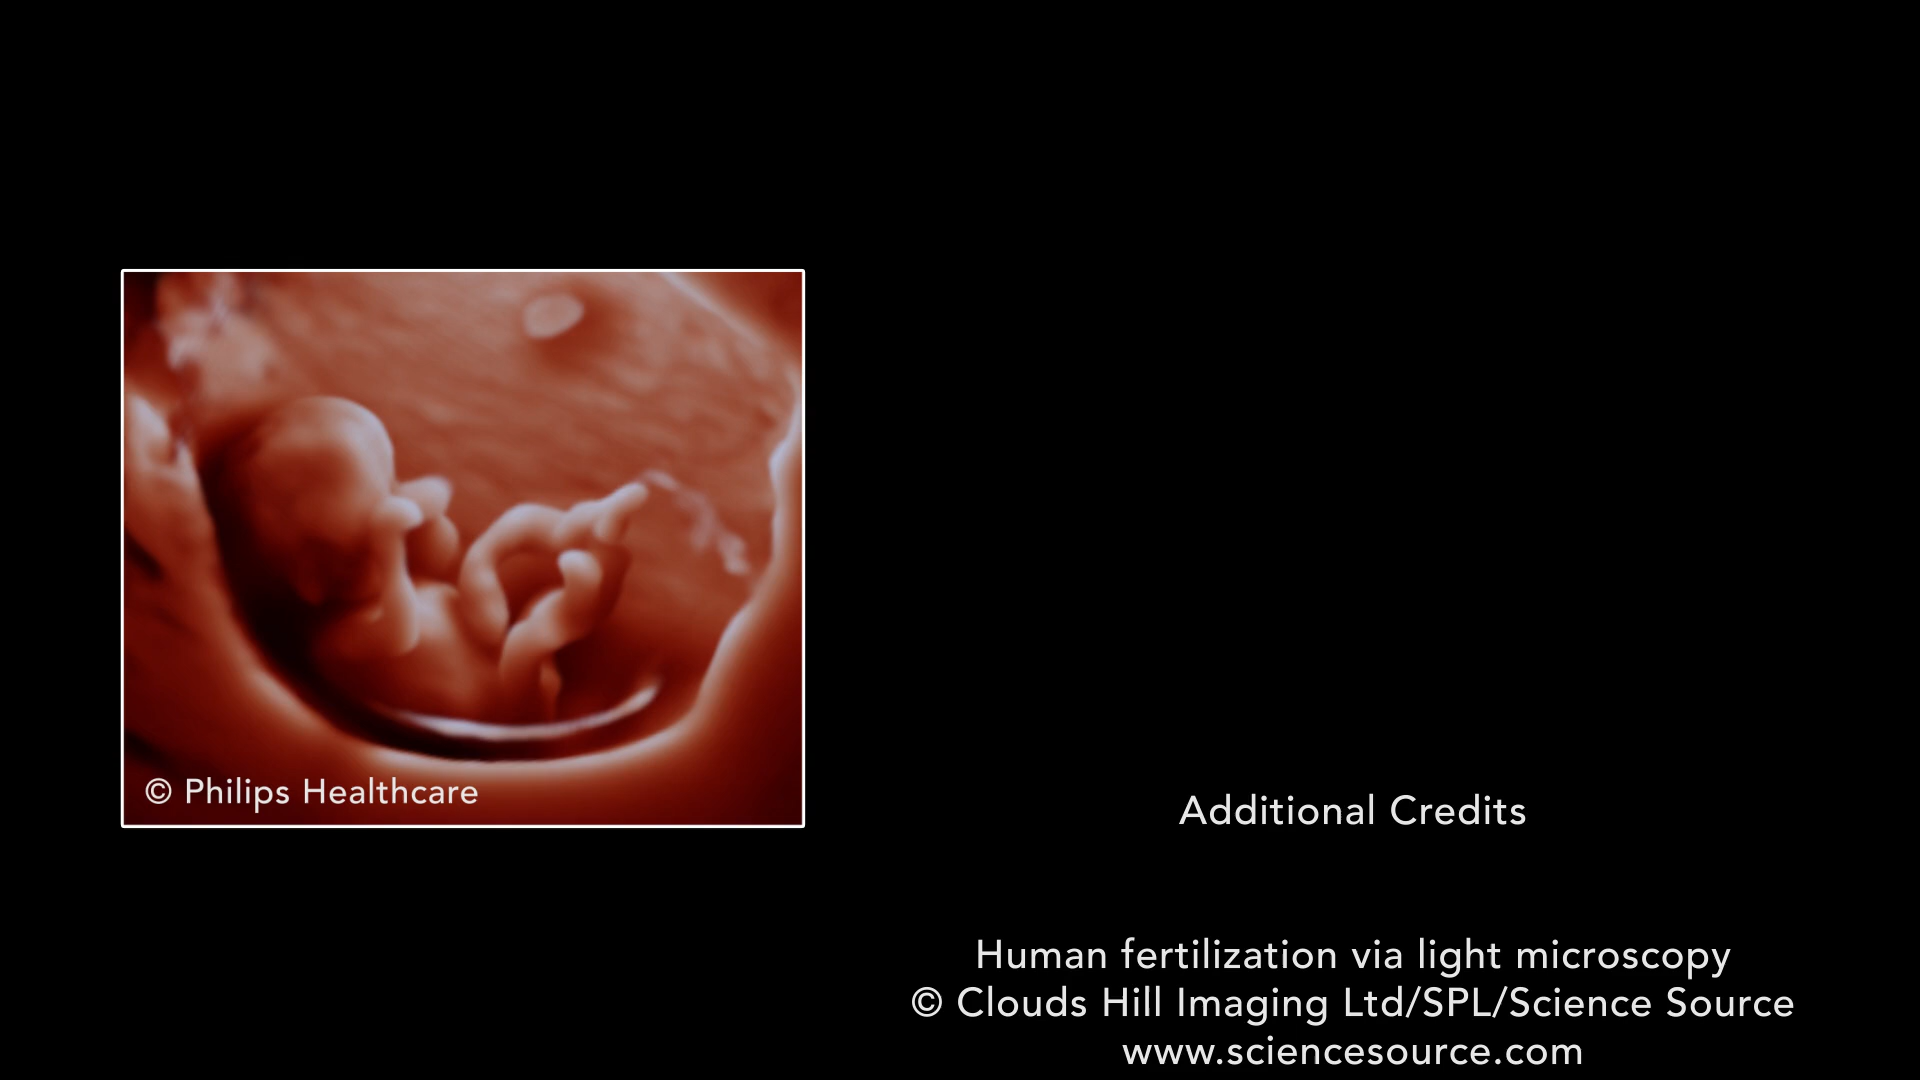 © Philips Healthcare
Additional Credits
Human fertilization via light microscopy
© Clouds Hill Imaging Ltd/SPL/Science Source
www.sciencesource.com